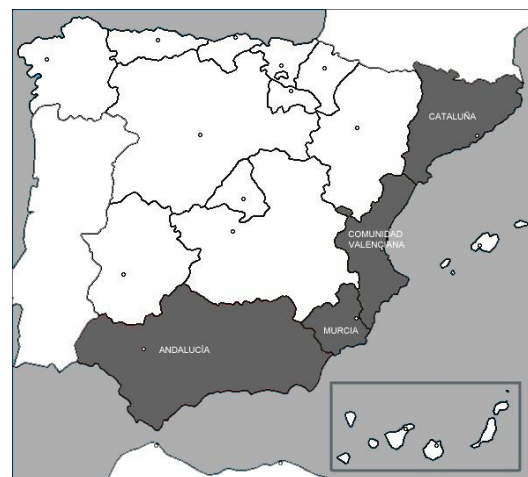 CATALUÑA
COMUNIDAD
VALENCIANA
MURCIA
ANDALUCÍA